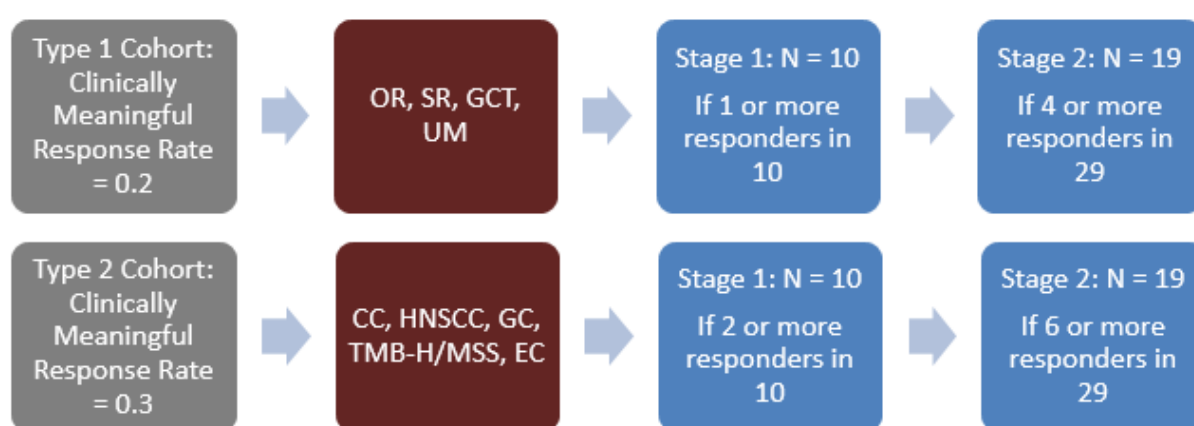 Type 1 Cohort:
Clinically
Meaningful
Response Rate
= 0.2
OR, SR, GCT,
UM
Stage 1: N = 10
If 1 or more
responders in
10
Stage 2: N = 19
If 4 or more
responders in
29
Type 2 Cohort:
Clinically
Meaningful
Response Rate
= 0.3
CC, HNSCC, GC,
TMB-H/MSS, EC
Stage 1: N = 10
If 2 or more
responders in
10
Stage 2: N = 19
If 6 or more
responders in
29